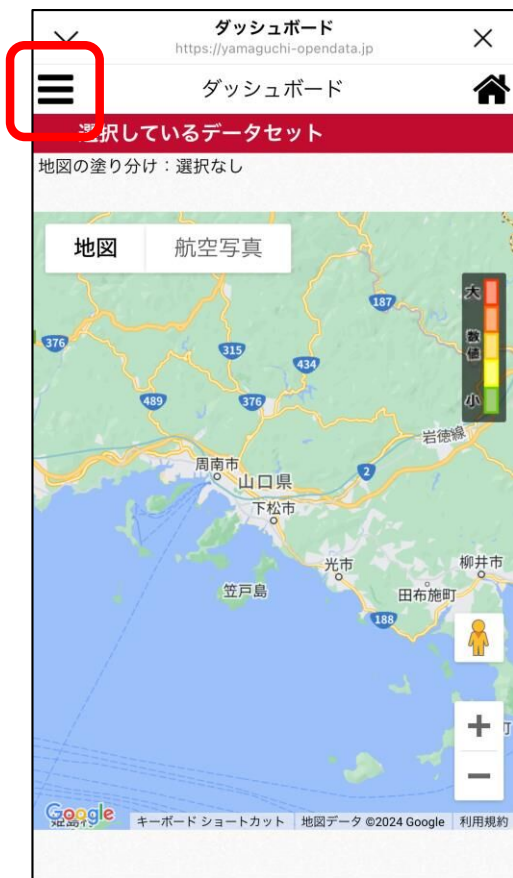 ダッシュボード
https://yamaguchi-opendata.jp
ダッシュボード
選択しているデータセット
地図の塗り分け：選択なし
地図 航空写真
大
187
数値
376
315
434
小
489
376
岩徳線
周南市
2
山口県
下松市
光市
柳井市
笠戸島
田布施町
188
+
町
−
Google
姫島村
キーボード ショートカット 地図データ ©2024 Google 利用規約